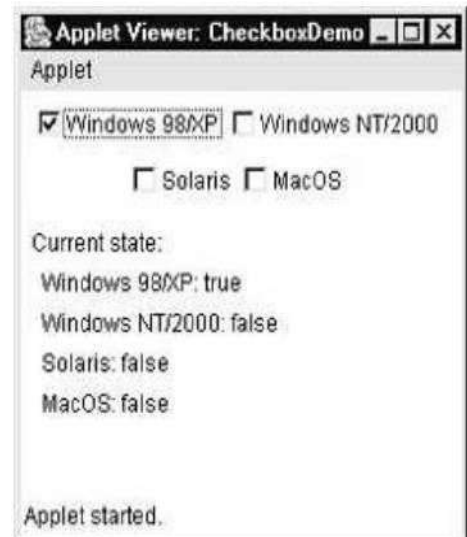 Applet Viewer: CheckboxDemo
Applet
Windows 98/XP Windows NT/2000
Solaris MacOS
Current state:
Windows 98/XP: true
Windows NT/2000: false
Solaris: false
MacOS: false
Applet started.